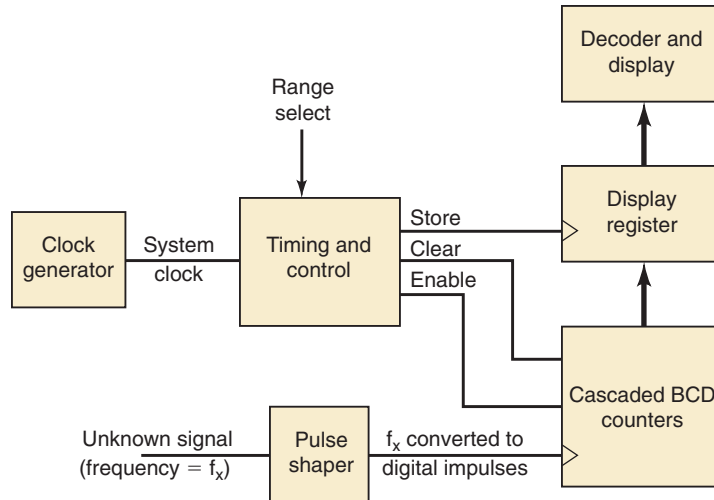 Decoder and
display
Range
select
Display
register
Store
Clock
generator
System
clock
Timing and
control
Clear
Enable
Cascaded BCD
counters
Unknown signal
(frequency = fx)
Pulse
shaper
fx converted to
digital impulses